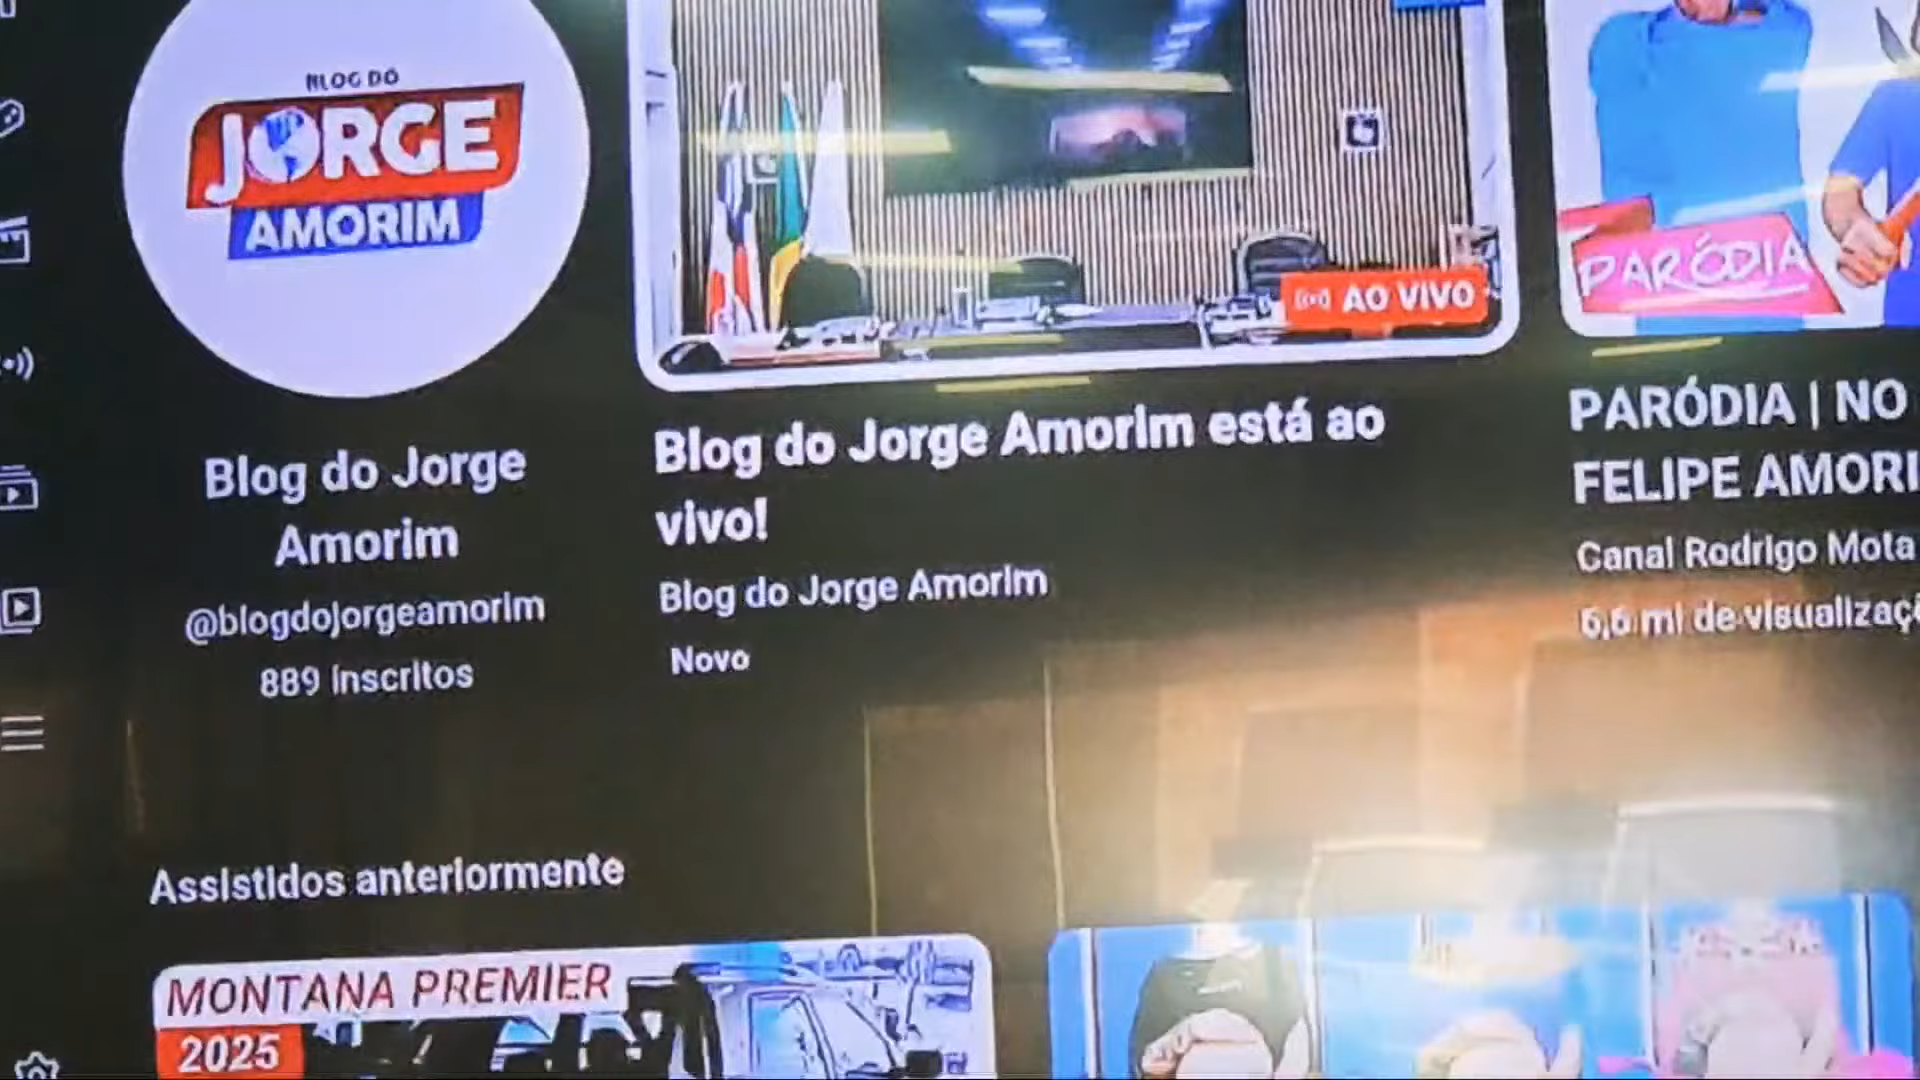 BLOG DO
JORGE
AMORIM
Blog do Jorge
Amorim
@blogdojorgeamorim
889 inscritos
AO VIVO
Blog do Jorge Amorim está ao
vivo!
Blog do Jorge Amorim
Novo
PARÓDIA
PARÓDIA | NO
FELIPE AMORI
Canal Rodrigo Mota
6,6 mi de visualizaçõ
Assistidos anteriormente
MONTANA PREMIER
2025